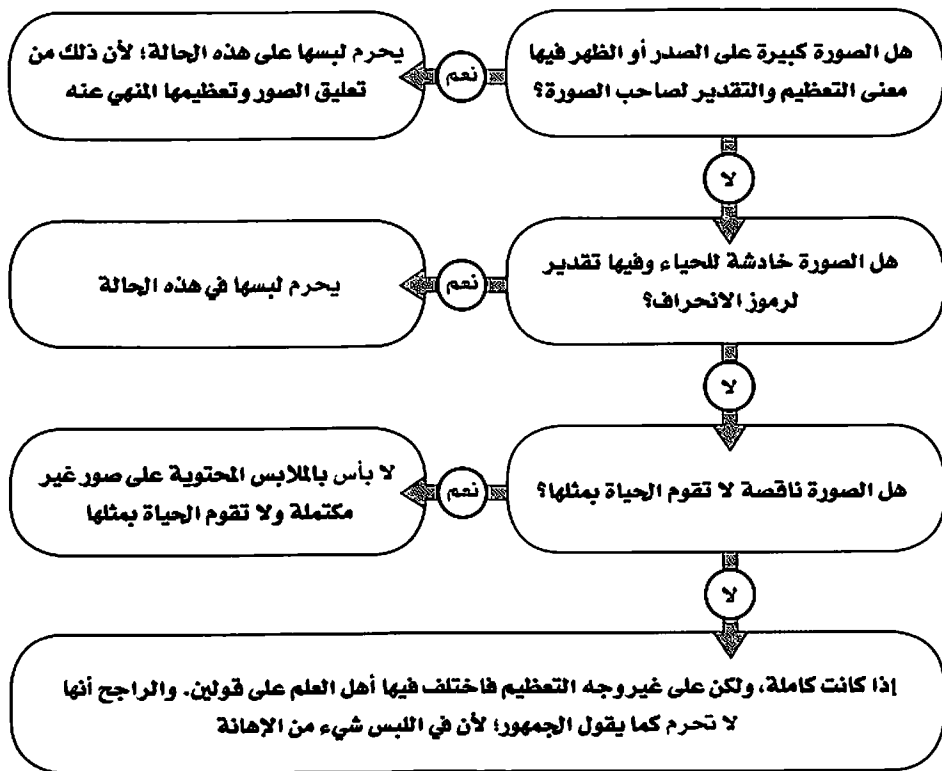 هل الصورة كبيرة على الصدر أو الظهر فيها
معنى التعظيم والتقدير لصاحب الصورة؟
نعم
يحرم لبسها على هذه الحالة؛ لأن ذلك من
تعليق الصور وتعظيمها المنهي عنه
لا
هل الصورة خادشة للحياء وفيها تقدير
لرموز الانحراف؟
نعم
يحرم لبسها في هذه الحالة
لا
هل الصورة ناقصة لا تقوم الحياة بمثلها؟
نعم
لا بأس بالملابس المحتوية على صور غير
مكتملة ولا تقوم الحياة بمثلها
لا
إذا كانت كاملة، ولكن على غير وجه التعظيم فاختلف فيها أهل العلم على قولين. والراجح أنها
لا تحرم كما يقول الجمهور؛ لأن في اللبس شيء من الإهانة